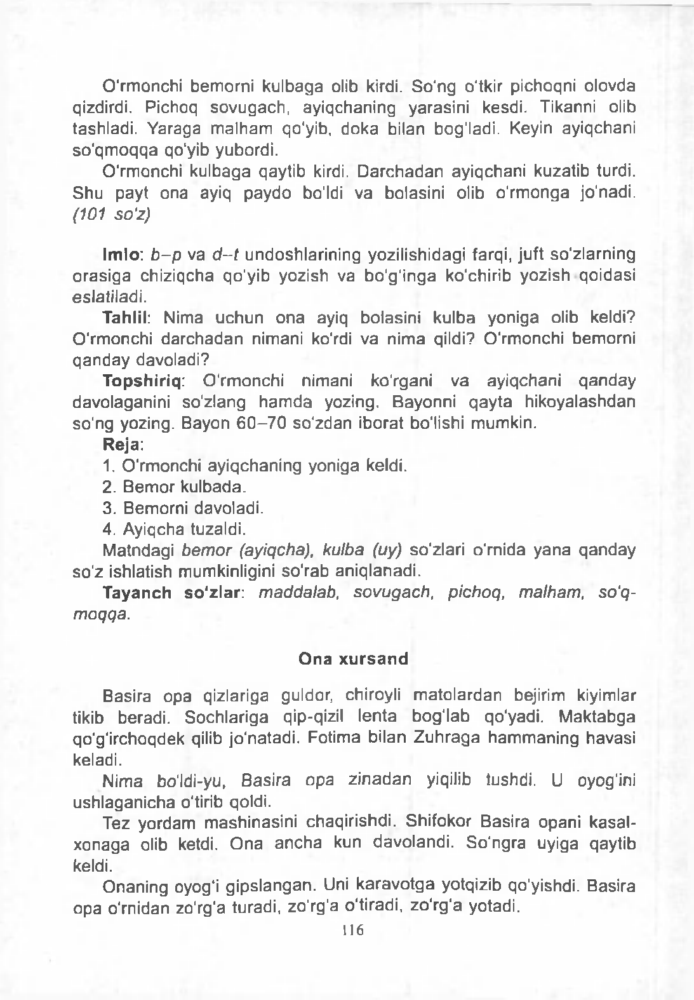 O'rmonchi bemorni kulbaga olib kirdi. So'ng o'tkir pichoqni olovda
qizdirdi. Pichoq sovugach, ayiqchaning yarasini kesdi. Tikanni olib
tashladi. Yaraga malham qo'yib, doka bilan bog'ladi. Keyin ayiqchani
so'qmoqqa qo'yib yubordi.
O'rmonchi kulbaga qaytib kirdi. Darchadan ayiqchani kuzatib turdi.
Shu payt ona ayiq paydo bo'ldi va bolasini olib o'rmonga jo'nadi.
(101 so'z)
Imlo: b–p va d–t undoshlarining yozilishidagi farqi, juft so'zlarning
orasiga chiziqcha qo'yib yozish va bo'g'inga ko'chirib yozish qoidasi
eslatiladi.
Tahlil: Nima uchun ona ayiq bolasini kulba yoniga olib keldi?
O'rmonchi darchadan nimani ko'rdi va nima qildi? O'rmonchi bemorni
qanday davoladi?
Topshiriq: O'rmonchi nimani ko'rgani va ayiqchani qanday
davolaganini so'zlang hamda yozing. Bayonni qayta hikoyalashdan
so'ng yozing. Bayon 60–70 so'zdan iborat bo'lishi mumkin.
Reja:
1. O'rmonchi ayiqchaning yoniga keldi.
2. Bemor kulbada.
3. Bemorni davoladi.
4. Ayiqcha tuzaldi.
Matndagi bemor (ayiqcha), kulba (uy) so'zlari o'rnida yana qanday
so'z ishlatish mumkinligini so'rab aniqlanadi.
Tayanch so'zlar: maddalab, sovugach, pichoq, malham, so'q-
moqqa.
Ona xursand
Basira opa qizlariga guldor, chiroyli matolardan bejirim kiyimlar
tikib beradi. Sochlariga qip-qizil lenta bog'lab qo'yadi. Maktabga
qo'g'irchoqdek qilib jo'natadi. Fotima bilan Zuhraga hammaning havasi
keladi.
Nima bo'ldi-yu, Basira opa zinadan yiqilib tushdi. U oyog'ini
ushlaganicha o'tirib qoldi.
Tez yordam mashinasini chaqirishdi. Shifokor Basira opani kasal-
xonaga olib ketdi. Ona ancha kun davolandi. So'ngra uyiga qaytib
keldi.
Onaning oyog'i gipslangan. Uni karavotga yotqizib qo'yishdi. Basira
opa o'rnidan zo'rg'a turadi, zo'rg'a o'tiradi, zo'rg'a yotadi.
116